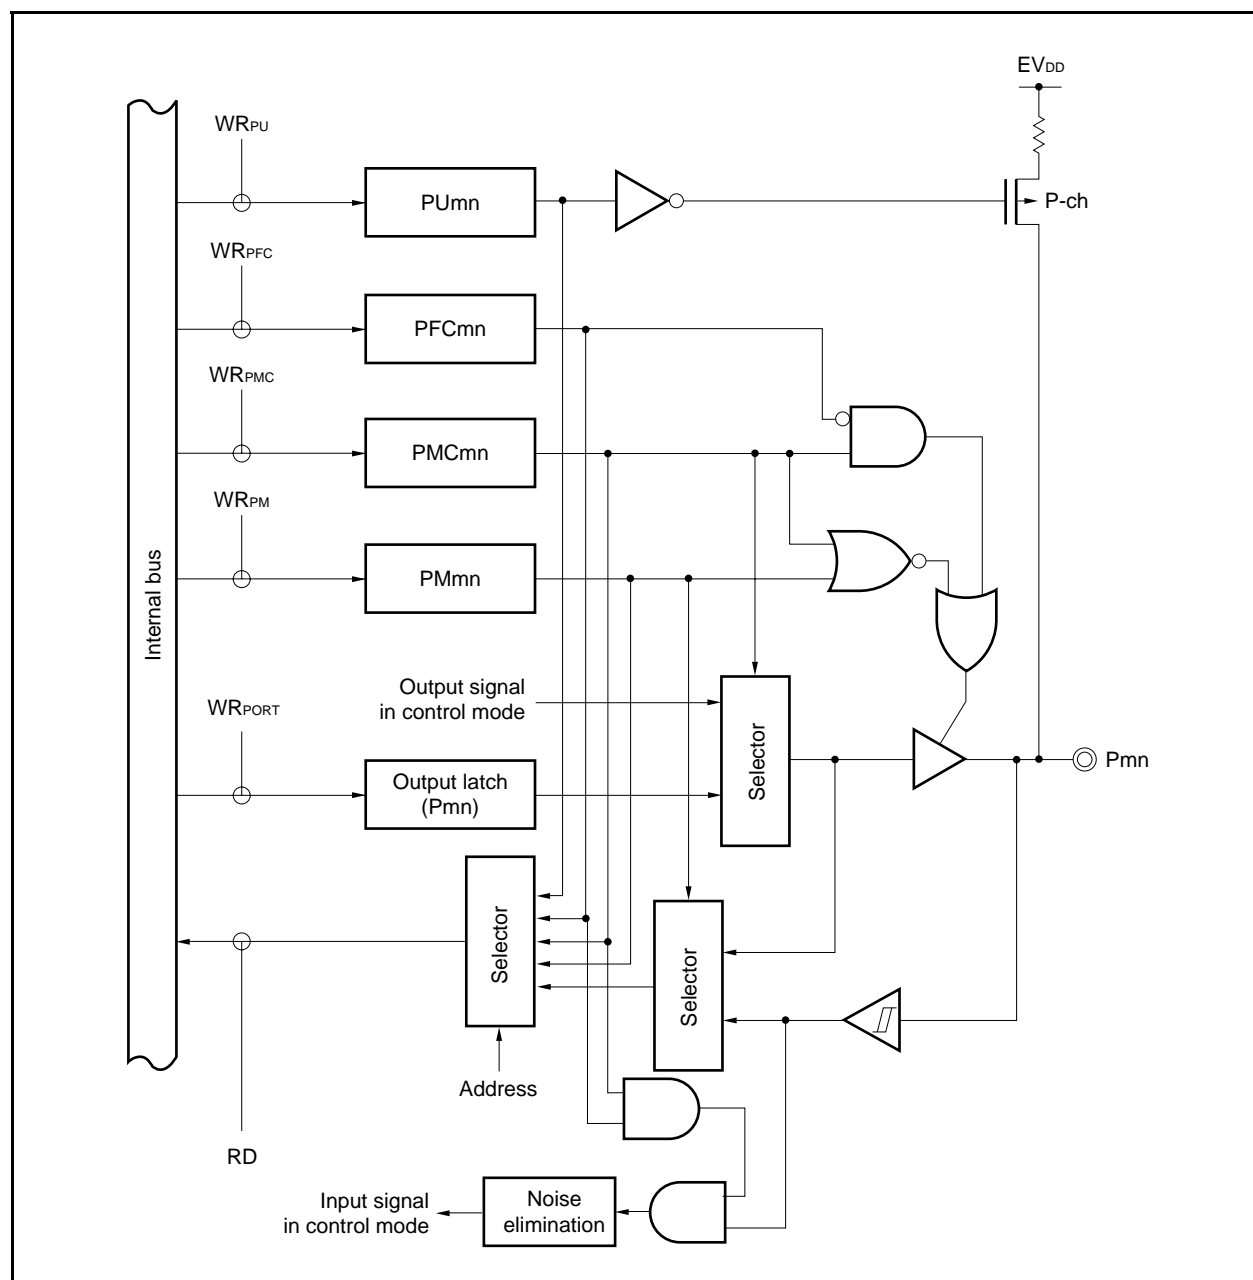 EVDD
WRPU
PUmn
P-ch
WRPFC
PFCmn
WRPMC
PMCmn
WRPM
PMmn
Internal bus
Output signal
in control mode
WRPORT
Output latch
(Pmn)
Selector
Pmn
Selector
Selector
Address
RD
Input signal
in control mode
Noise
elimination